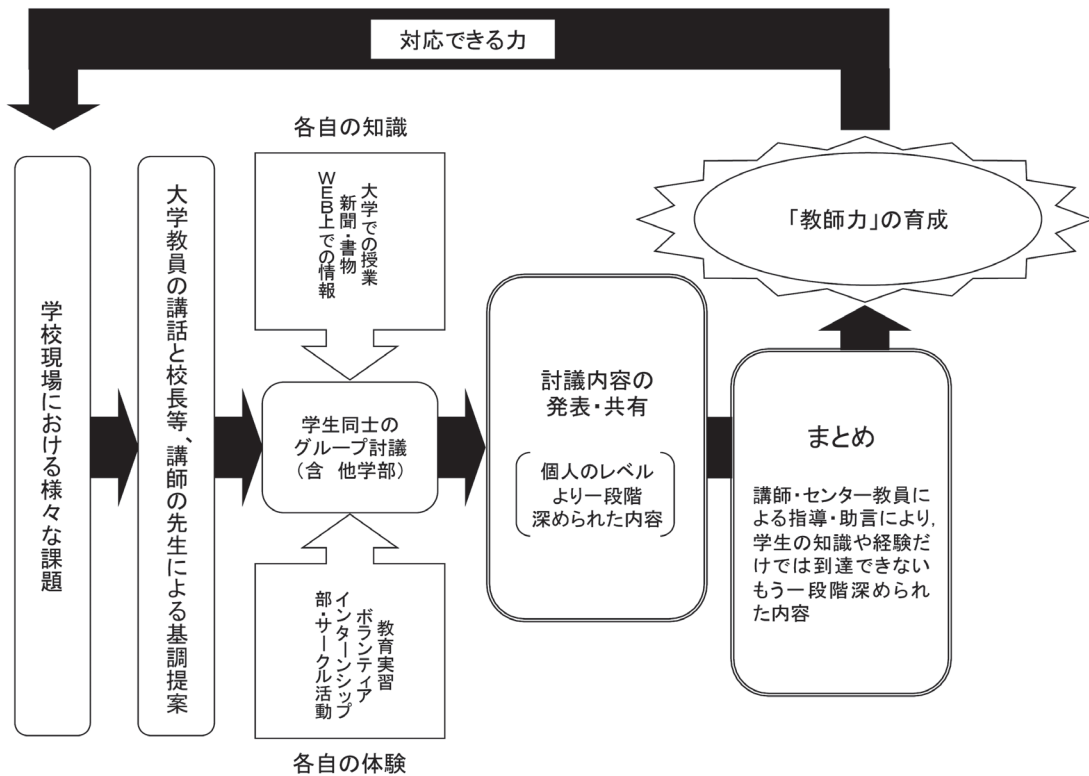 対応できる力
学校現場における様々な課題
大学教員の講話と校長等、講師の先生による基調提案
各自の知識
大学での授業
新聞・書物
WEB上での情報
学生同士の
グループ討議
(含 他学部)
教育実習
ボランティア
インターンシップ
部・サークル活動
各自の体験
討議内容の
発表・共有
個人のレベル
より一段階
深められた内容
まとめ
講師・センター教員に
よる指導・助言により,
学生の知識や経験だ
けでは到達できない
もう一段階深められ
た内容
「教師力」の育成